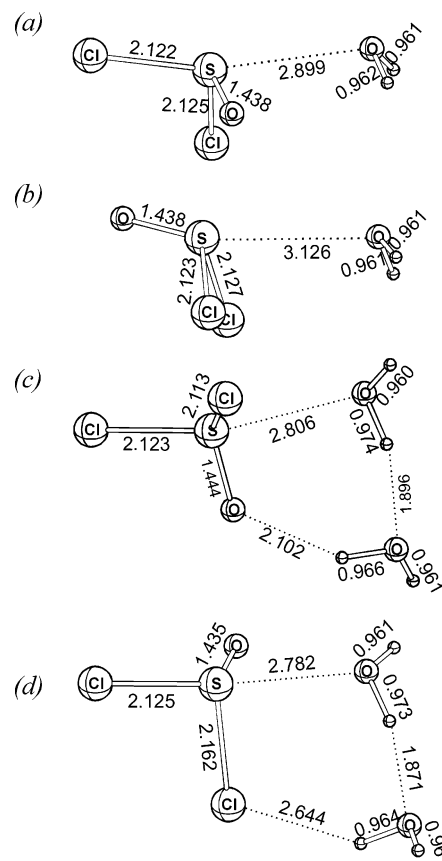 (a)
Cl
2.122
S
2.899
O
0.961
0.962
2.125
1.438
O
Cl
(b)
O
1.438
S
3.126
O
0.961
0.961
2.123
2.127
Cl
Cl
(c)
Cl
2.113
Cl
S
2.123
2.806
O
0.960
0.974
1.444
O
2.102
1.896
O
0.966
0.961
(d)
O
1.435
Cl
S
2.125
2.782
O
0.961
0.973
2.162
Cl
2.644
1.871
0.964
O